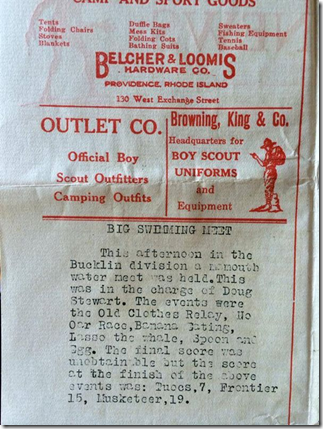 CAMP AND SPORT GOODS
Tents Duffle Bags Sweaters
Folding Chairs Mess Kits Fishing Equipment
Stoves Folding Cots Tennis
Blankets Bathing Suits Baseball
BELCHER & LOOMIS
HARDWARE CO.
PROVIDENCE, RHODE ISLAND
130 West Exchange Street
OUTLET CO.
Official Boy
Scout Outfitters
Camping Outfits
Browning, King & Co.
Headquarters for
BOY SCOUT
UNIFORMS
and
Equipment
BIG SWIMMING MEET
This afternoon in the
Bucklin division a mamouth
water meet was held.This
was in the charge of Doug
Stewart. The events were
the Old Clothes Relay, No
Oar Race,Banana Eating,
Lasso the whale, Spoon and
Egg. The final score was
unobtainable but the score
at the finish of the above
events was: Tuocs,7, Frontier
15, Musketeer,19.